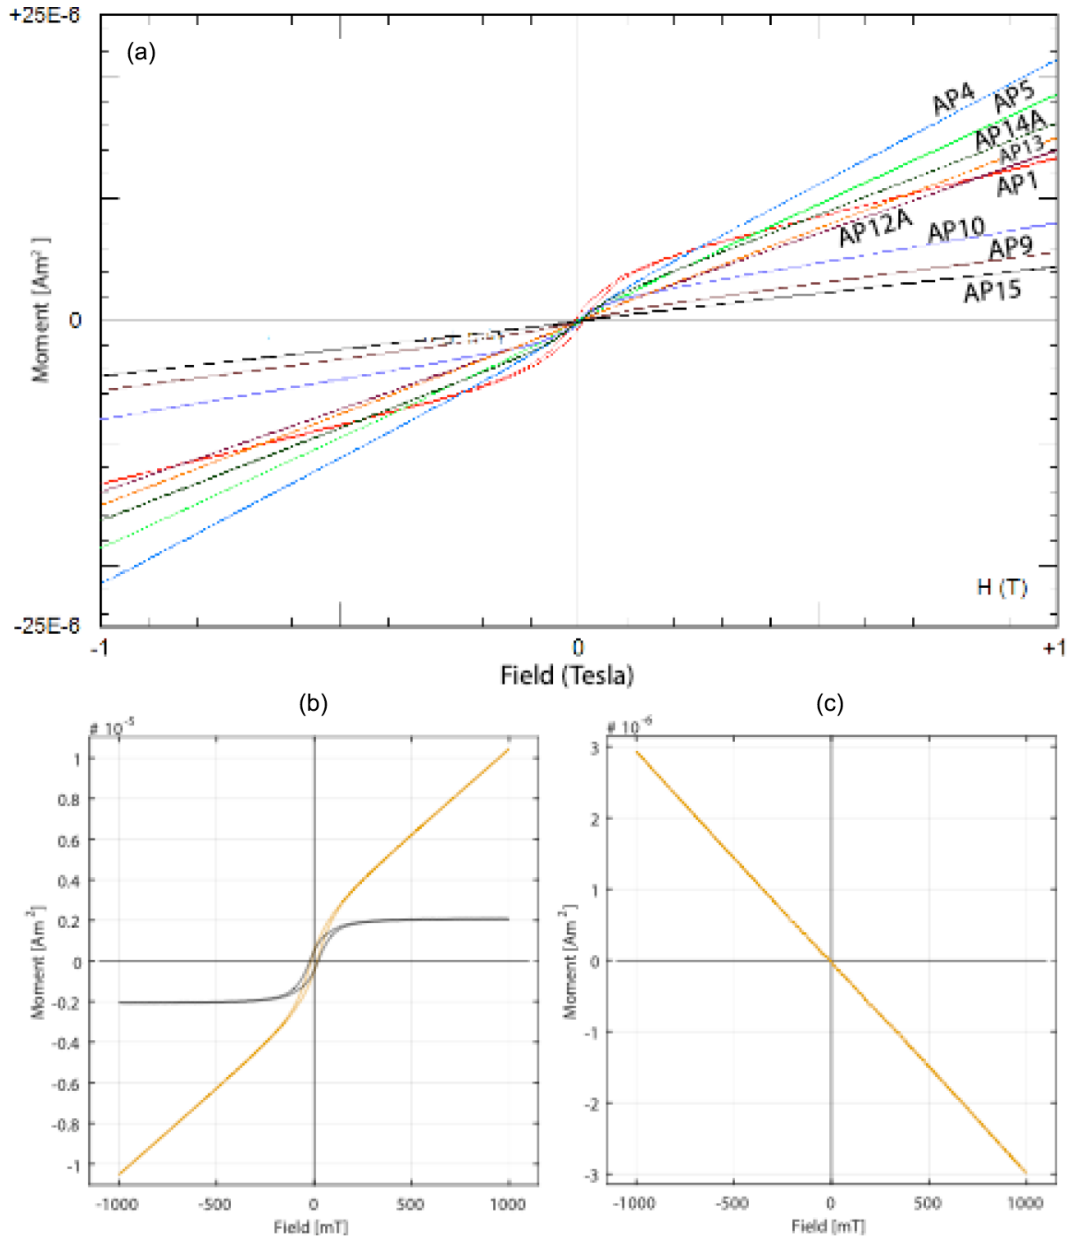 +25E-6
(a)
AP4
AP5
AP14A
AP13
AP1
AP12A
AP10
AP9
AP15
Moment [Am²]
0
H (T)
-25E-6
-1
0
+1
Field (Tesla)
(b)
(c)
# 10⁻⁵
1
0.8
0.6
0.4
0.2
0
-0.2
-0.4
-0.6
-0.8
-1
Moment [Am²]
-1000
-500
0
500
1000
Field [mT]
# 10⁻⁶
3
2
1
0
-1
-2
-3
Moment [Am²]
-1000
-500
0
500
1000
Field [mT]